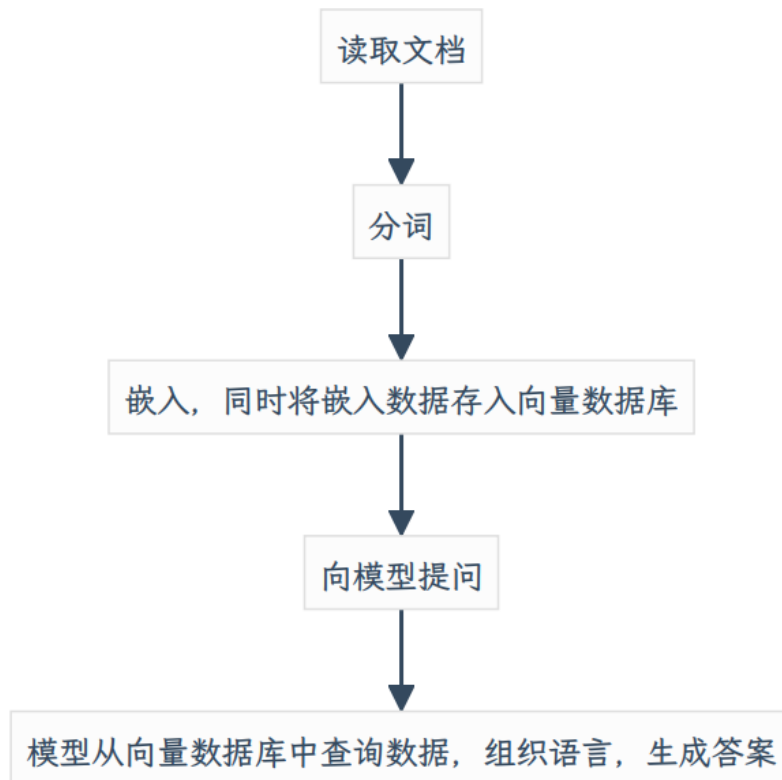 读取文档
分词
嵌入，同时将嵌入数据存入向量数据库
向模型提问
模型从向量数据库中查询数据，组织语言，生成答案